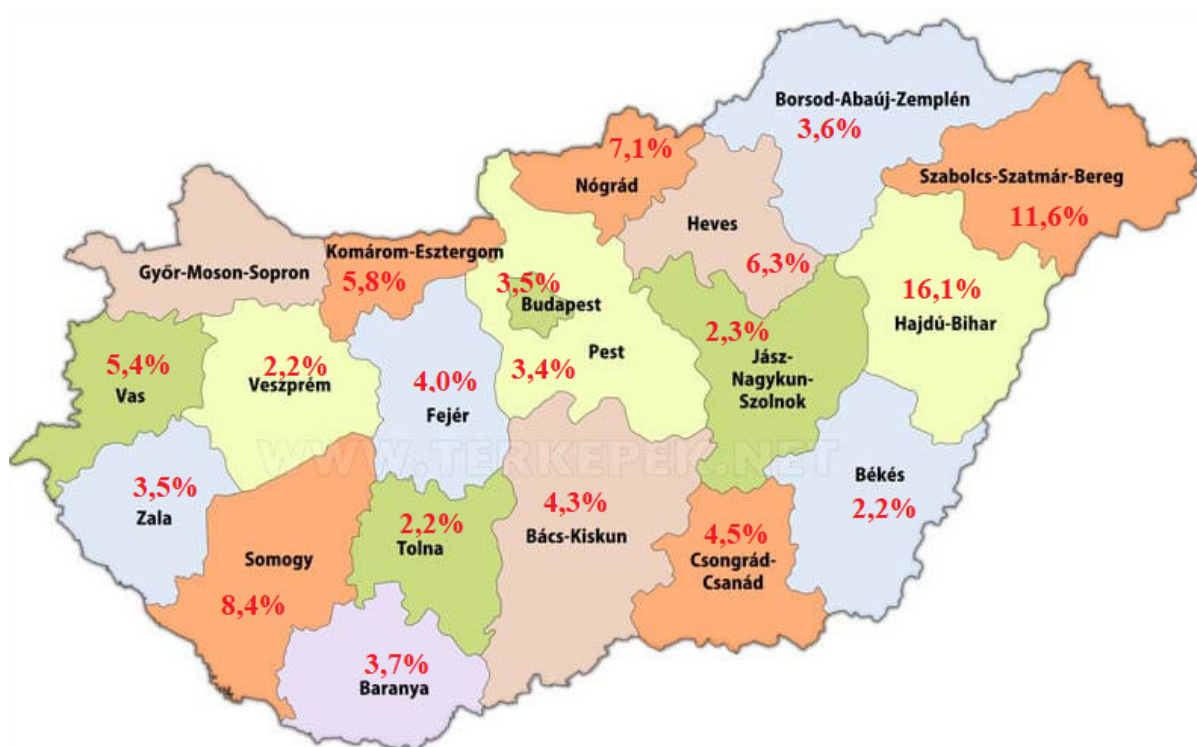 Borsod-Abaúj-Zemplén
3,6%
7,1%
Nógrád
Szabolcs-Szatmár-Bereg
11,6%
Heves
6,3%
Komárom-Esztergom
5,8%
Győr-Moson-Sopron
3,5%
Budapest
16,1%
Hajdú-Bihar
5,4%
Vas
2,2%
Veszprém
4,0%
Fejér
3,4%
Pest
2,3%
Jász-
Nagykun-
Szolnok
WWW.TERKEPEK.NET
3,5%
Zala
Somogy
8,4%
2,2%
Tolna
4,3%
Bács-Kiskun
4,5%
Csongrád-
Csanád
Békés
2,2%
3,7%
Baranya